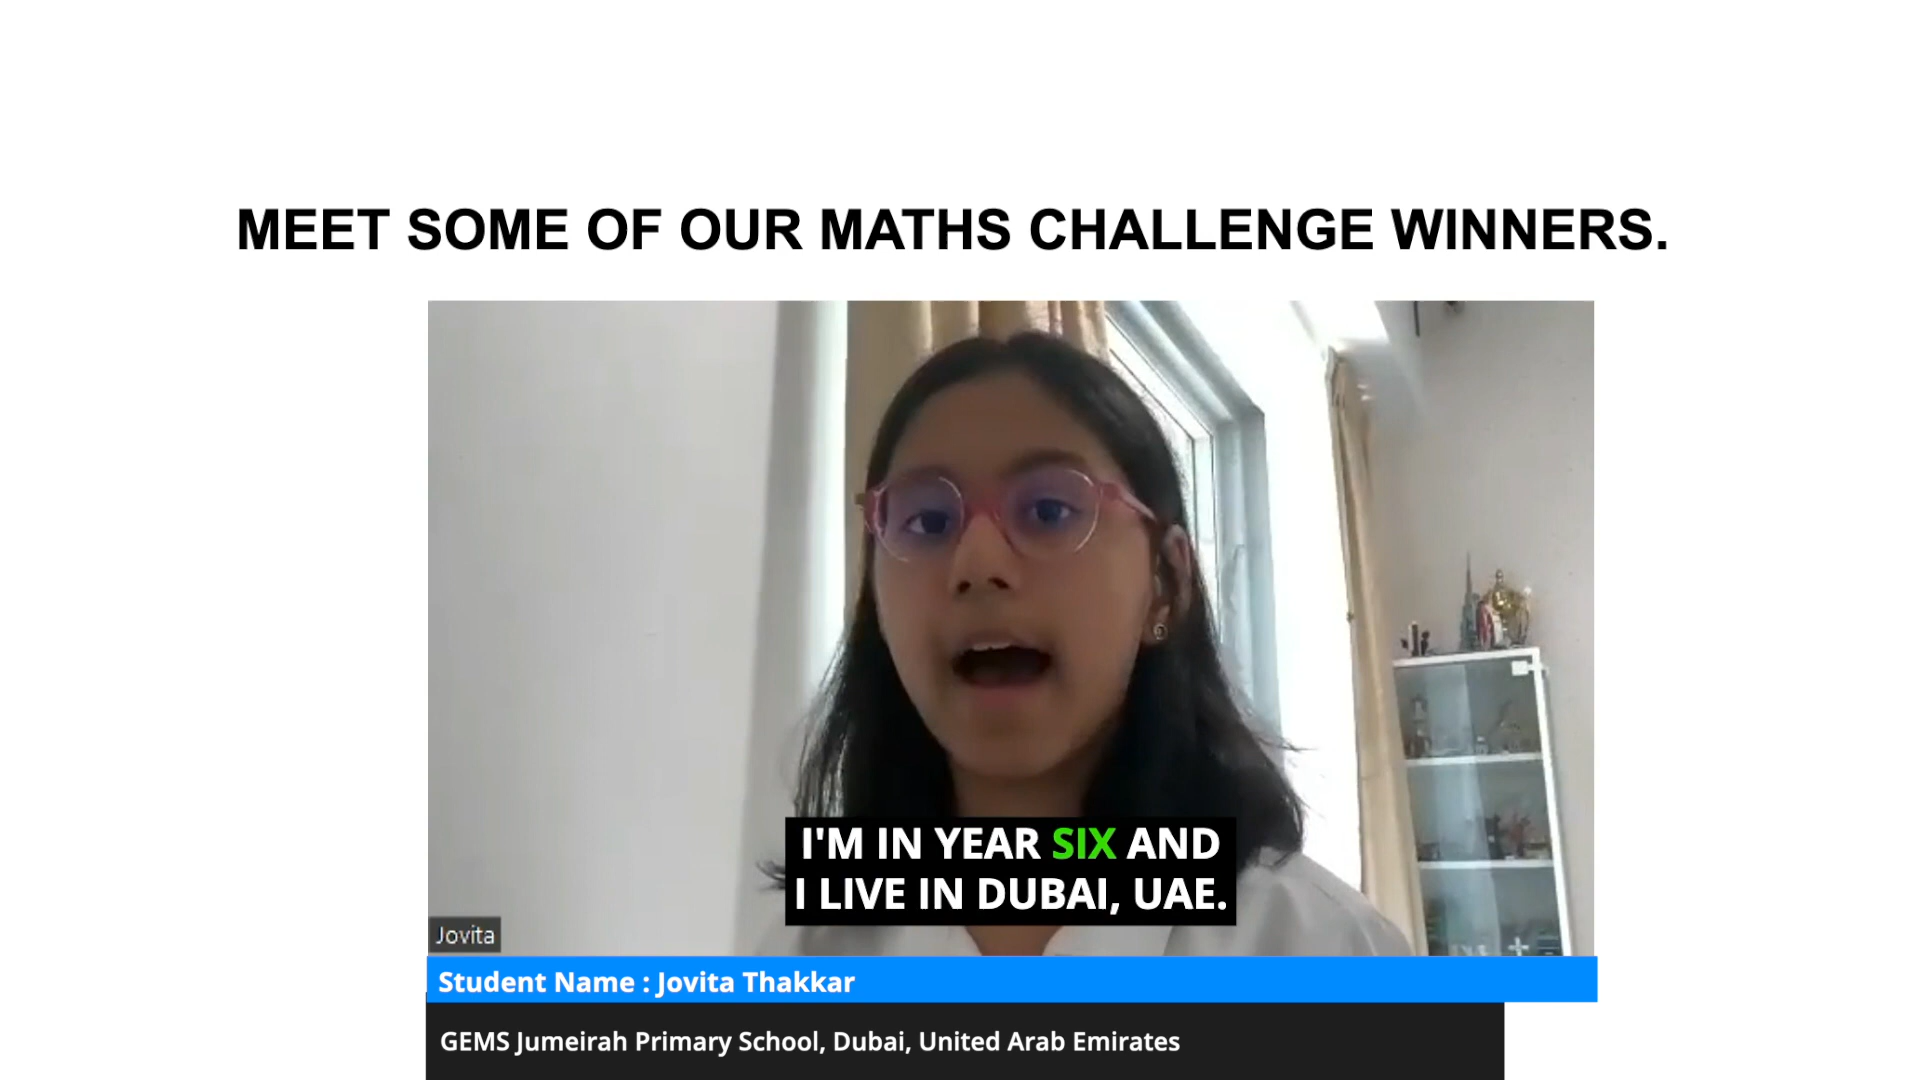 MEET SOME OF OUR MATHS CHALLENGE WINNERS.
I'M IN YEAR SIX AND
I LIVE IN DUBAI, UAE.
Jovita
Student Name : Jovita Thakkar
GEMS Jumeirah Primary School, Dubai, United Arab Emirates